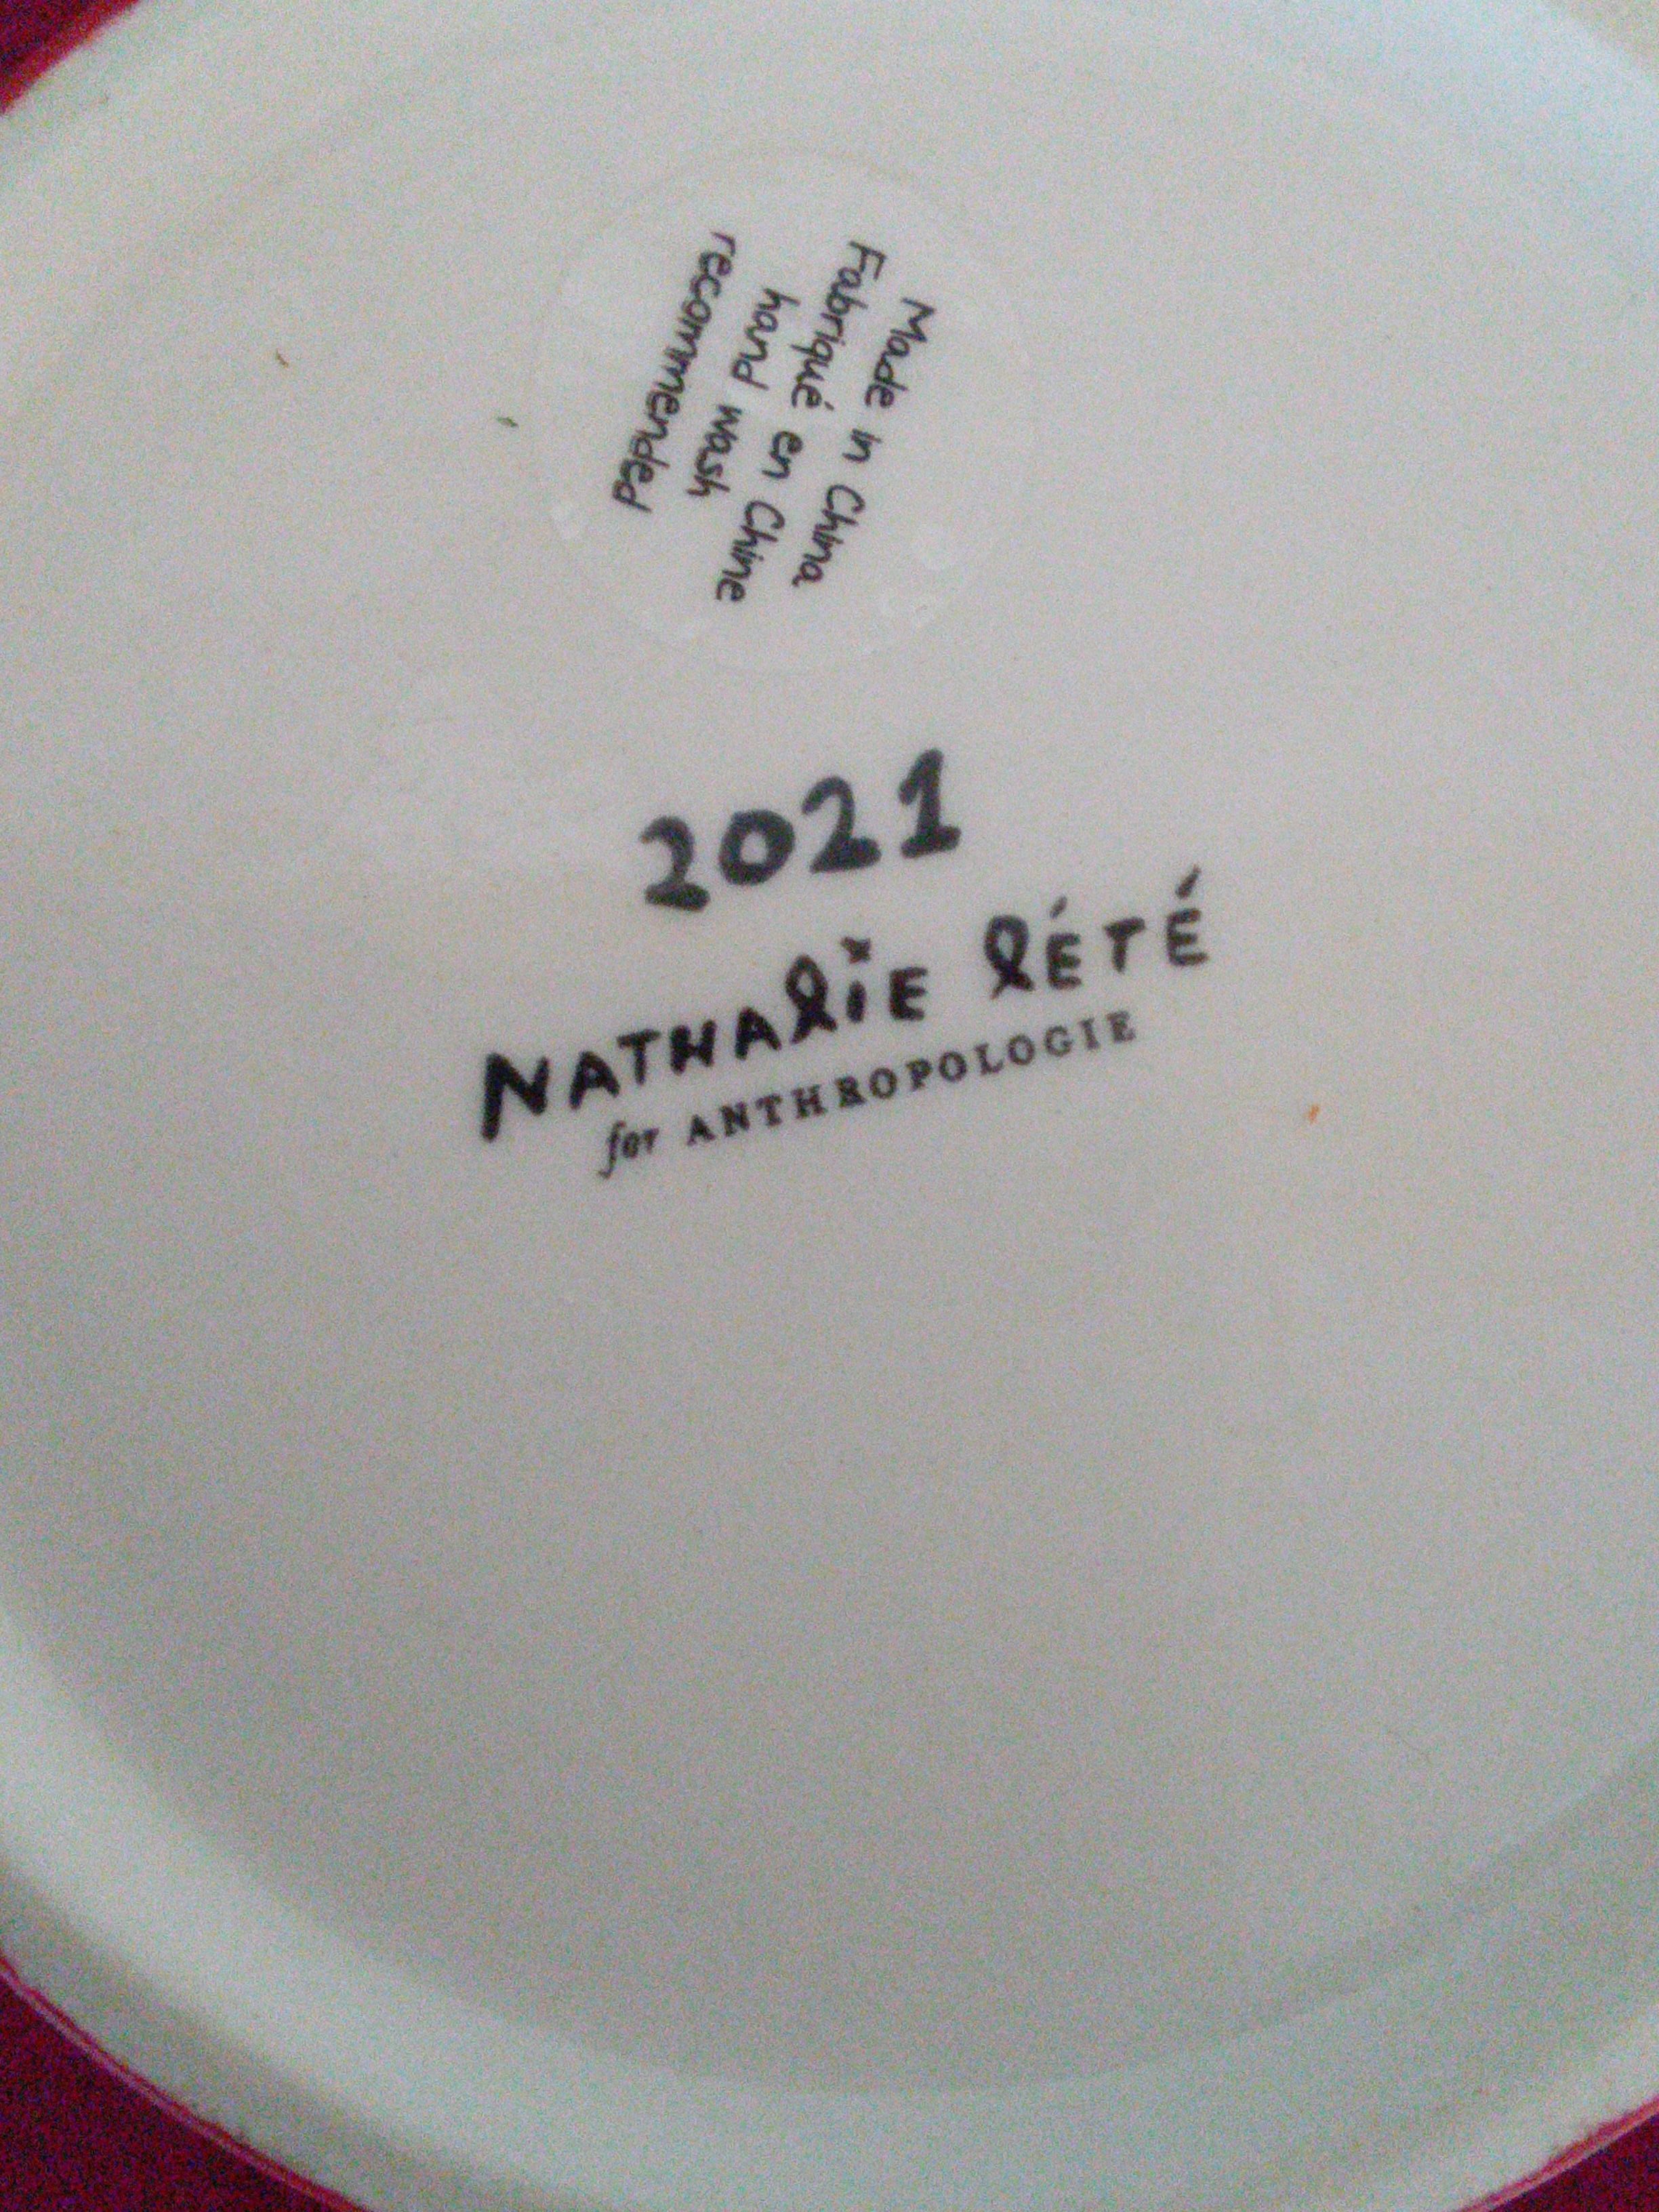 Made in China
Fabriqué en Chine
hand wash
recommended
2021
NATHALIE LÉTÉ
for ANTHROPOLOGIE